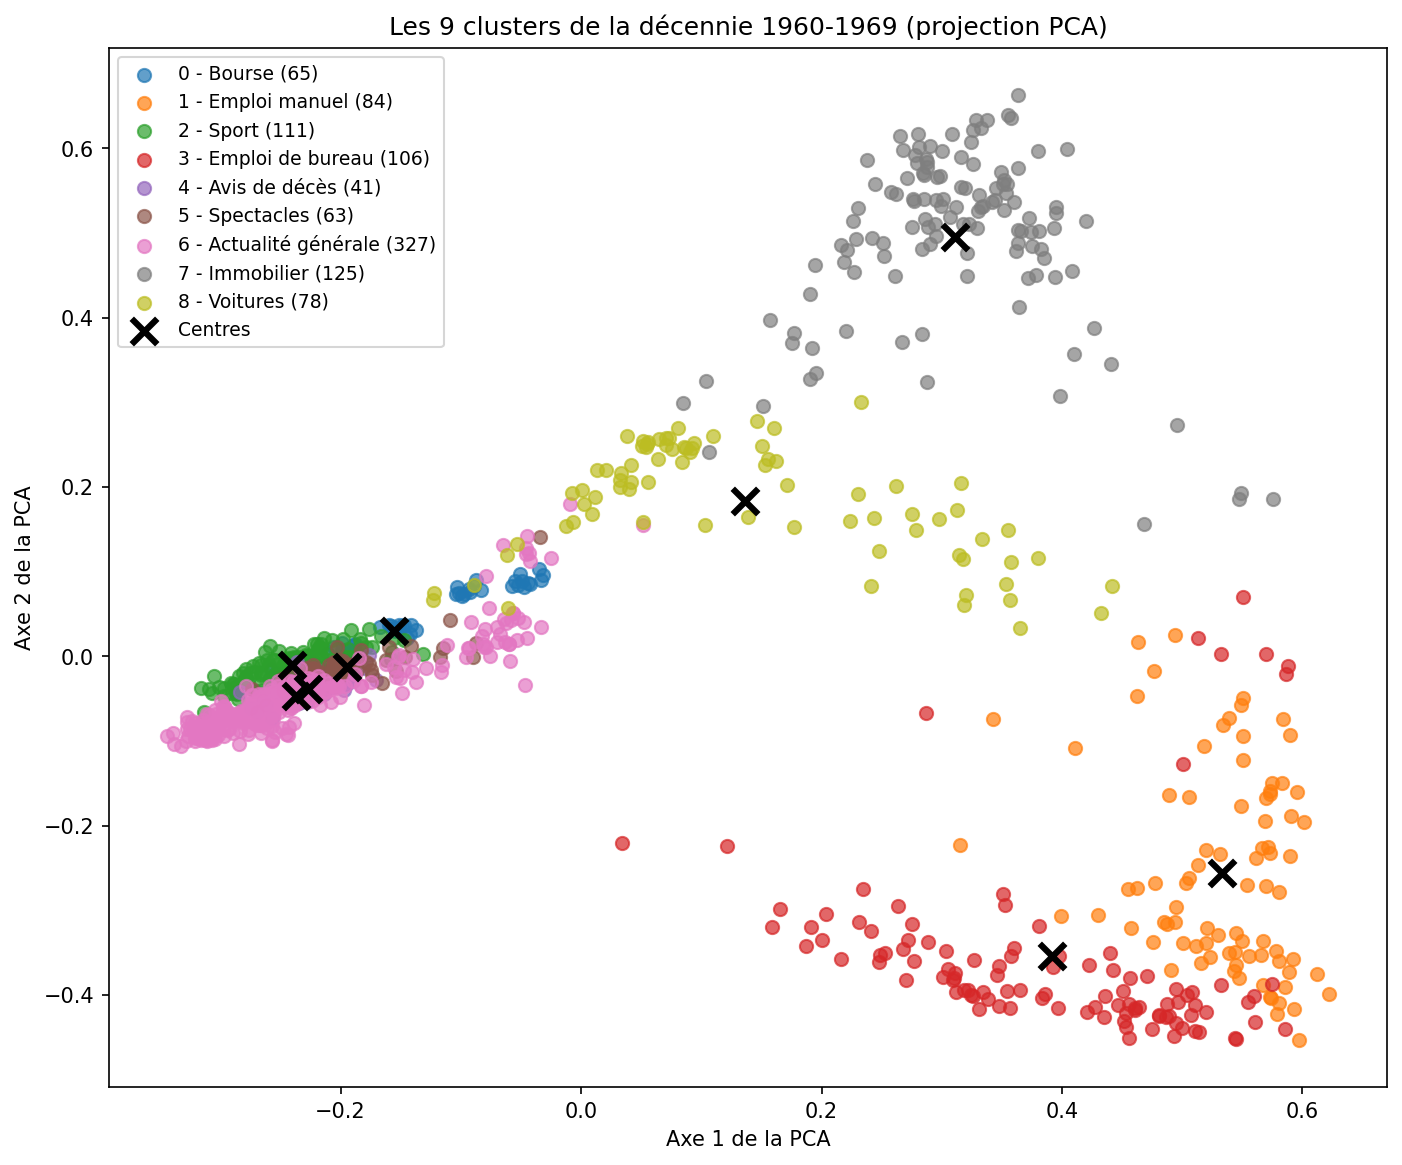 Les 9 clusters de la décennie 1960-1969 (projection PCA)
0 - Bourse (65)
1 - Emploi manuel (84)
2 - Sport (111)
3 - Emploi de bureau (106)
4 - Avis de décès (41)
5 - Spectacles (63)
6 - Actualité générale (327)
7 - Immobilier (125)
8 - Voitures (78)
Centres
Axe 2 de la PCA
0.6
0.4
0.2
0.0
−0.2
−0.4
−0.2
0.0
0.2
0.4
0.6
Axe 1 de la PCA